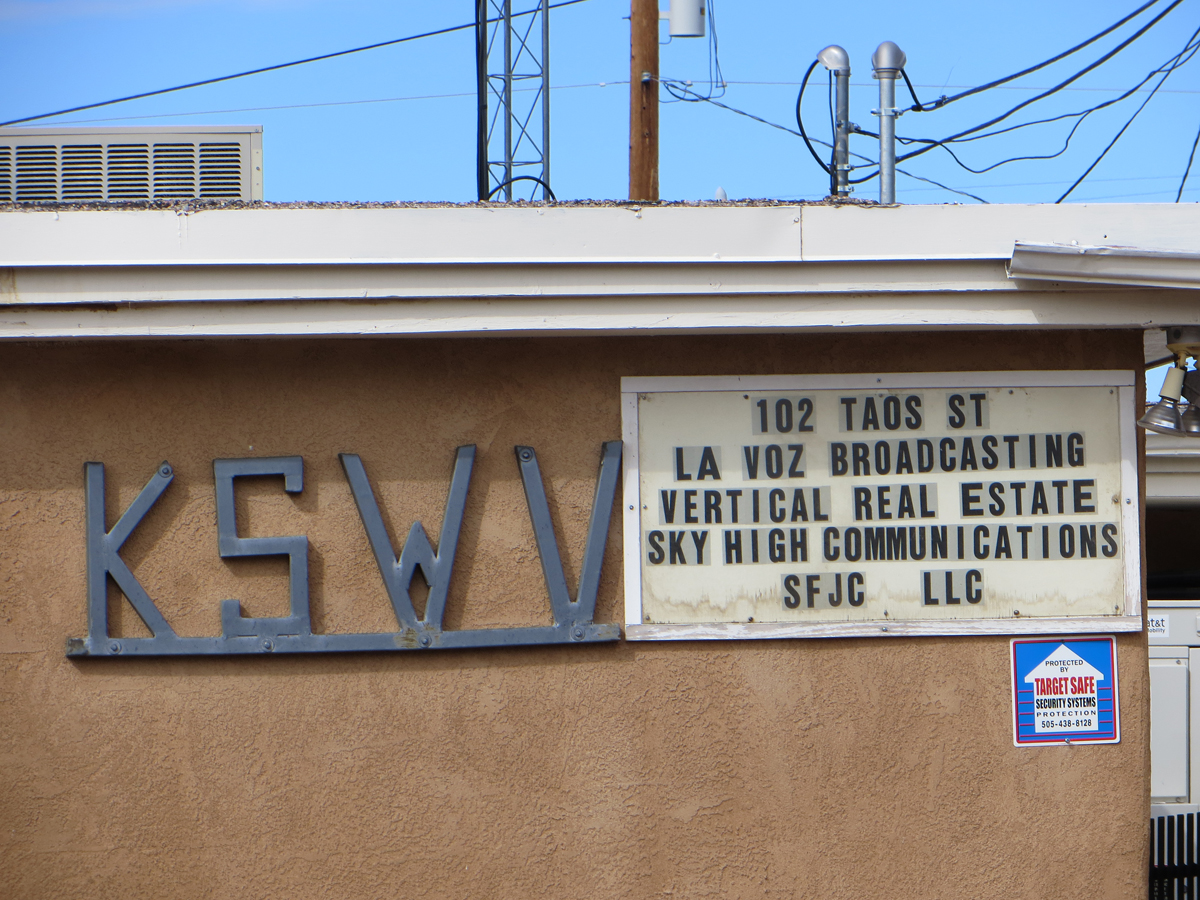 KSWV
102 TAOS ST
LA VOZ BROADCASTING
VERTICAL REAL ESTATE
SKY HIGH COMMUNICATIONS
SFJC LLC
at&t
PROTECTED
BY
TARGET SAFE
SECURITY SYSTEMS
PROTECTION
505-438-8128